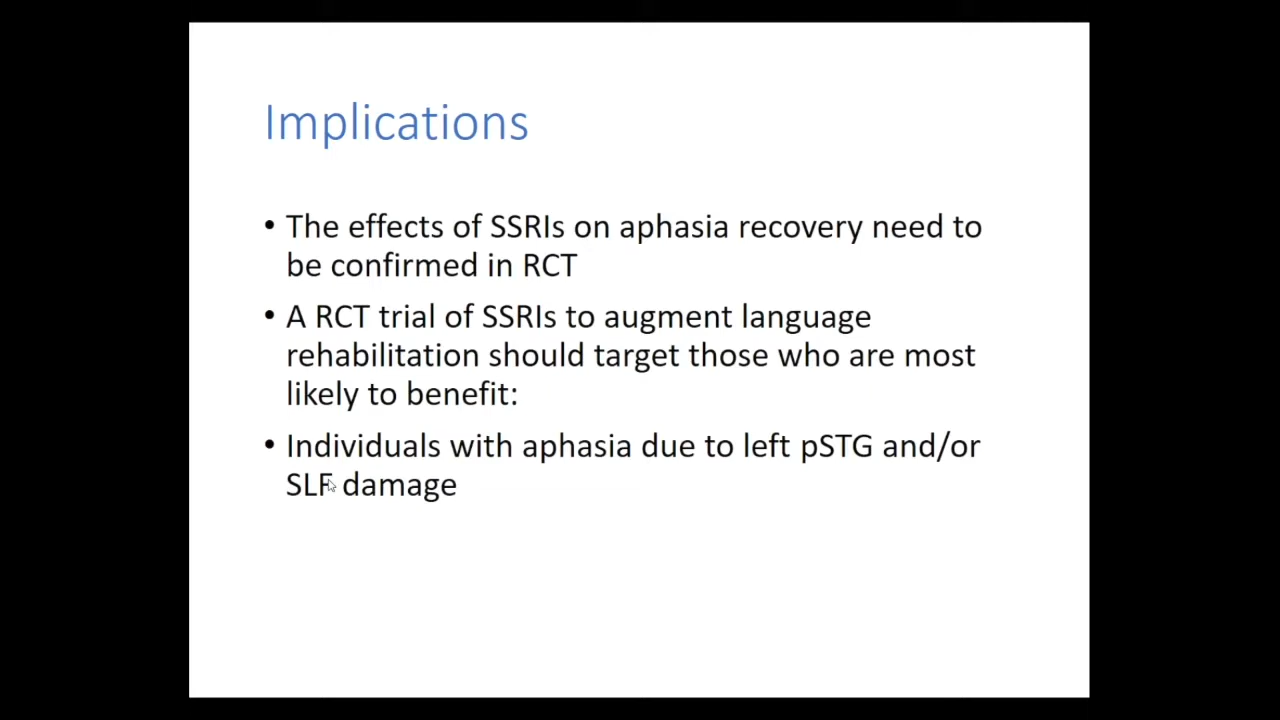 Implications
• The effects of SSRIs on aphasia recovery need to
be confirmed in RCT
• A RCT trial of SSRIs to augment language
rehabilitation should target those who are most
likely to benefit:
• Individuals with aphasia due to left pSTG and/or
SLF damage